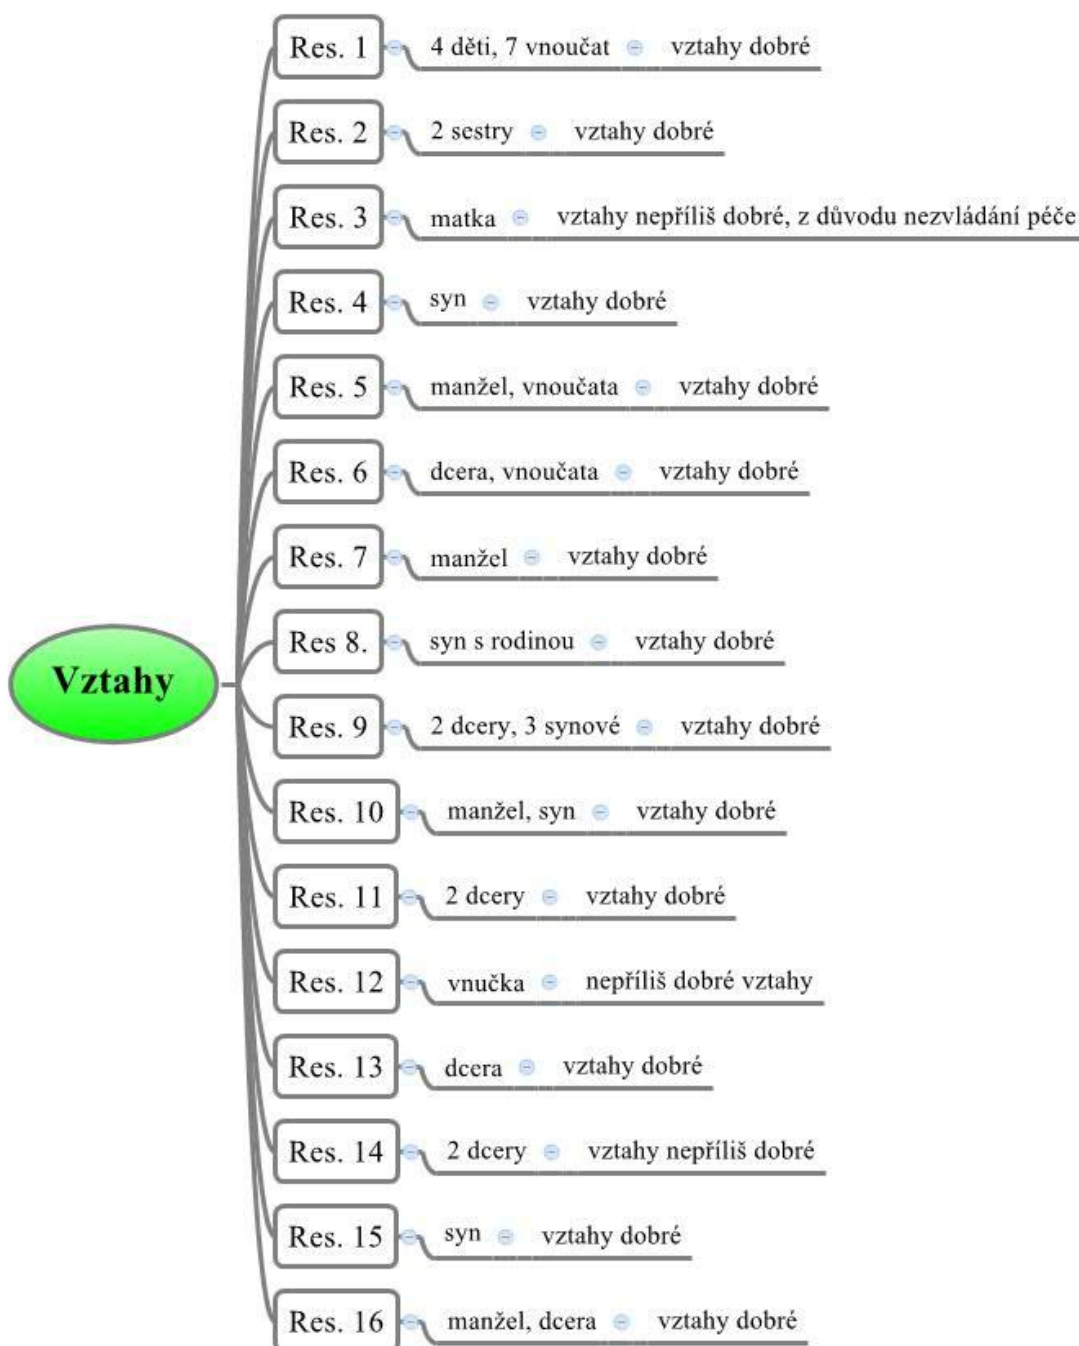 Res. 1 4 děti, 7 vnoučat vztahy dobré
Res. 2 2 sestry vztahy dobré
Res. 3 matka vztahy nepříliš dobré, z důvodu nezvládání péče
Res. 4 syn vztahy dobré
Res. 5 manžel, vnoučata vztahy dobré
Res. 6 dcera, vnoučata vztahy dobré
Res. 7 manžel vztahy dobré
Res 8. syn s rodinou vztahy dobré
Vztahy
Res. 9 2 dcery, 3 synové vztahy dobré
Res. 10 manžel, syn vztahy dobré
Res. 11 2 dcery vztahy dobré
Res. 12 vnučka nepříliš dobré vztahy
Res. 13 dcera vztahy dobré
Res. 14 2 dcery vztahy nepříliš dobré
Res. 15 syn vztahy dobré
Res. 16 manžel, dcera vztahy dobré